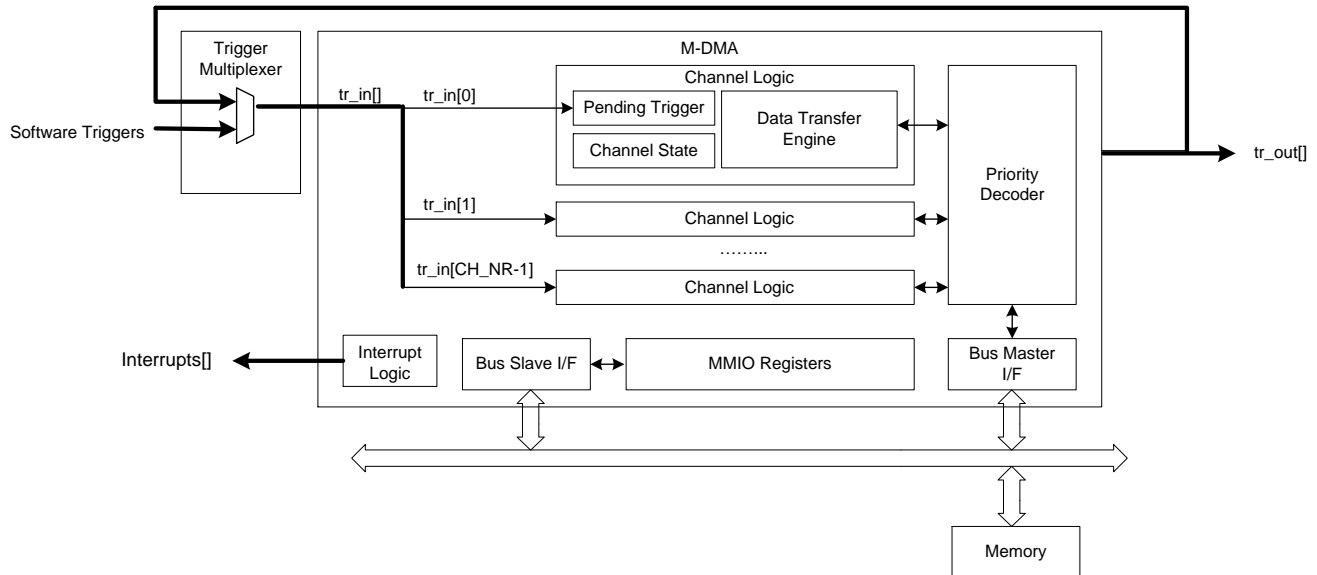 Trigger
Multiplexer
Software Triggers
M-DMA
tr_in[]
tr_in[0]
Channel Logic
Pending Trigger
Channel State
Data Transfer
Engine
Priority
Decoder
tr_out[]
tr_in[1]
Channel Logic
……...
tr_in[CH_NR-1]
Channel Logic
Interrupts[]
Interrupt
Logic
Bus Slave I/F
MMIO Registers
Bus Master
I/F
Memory